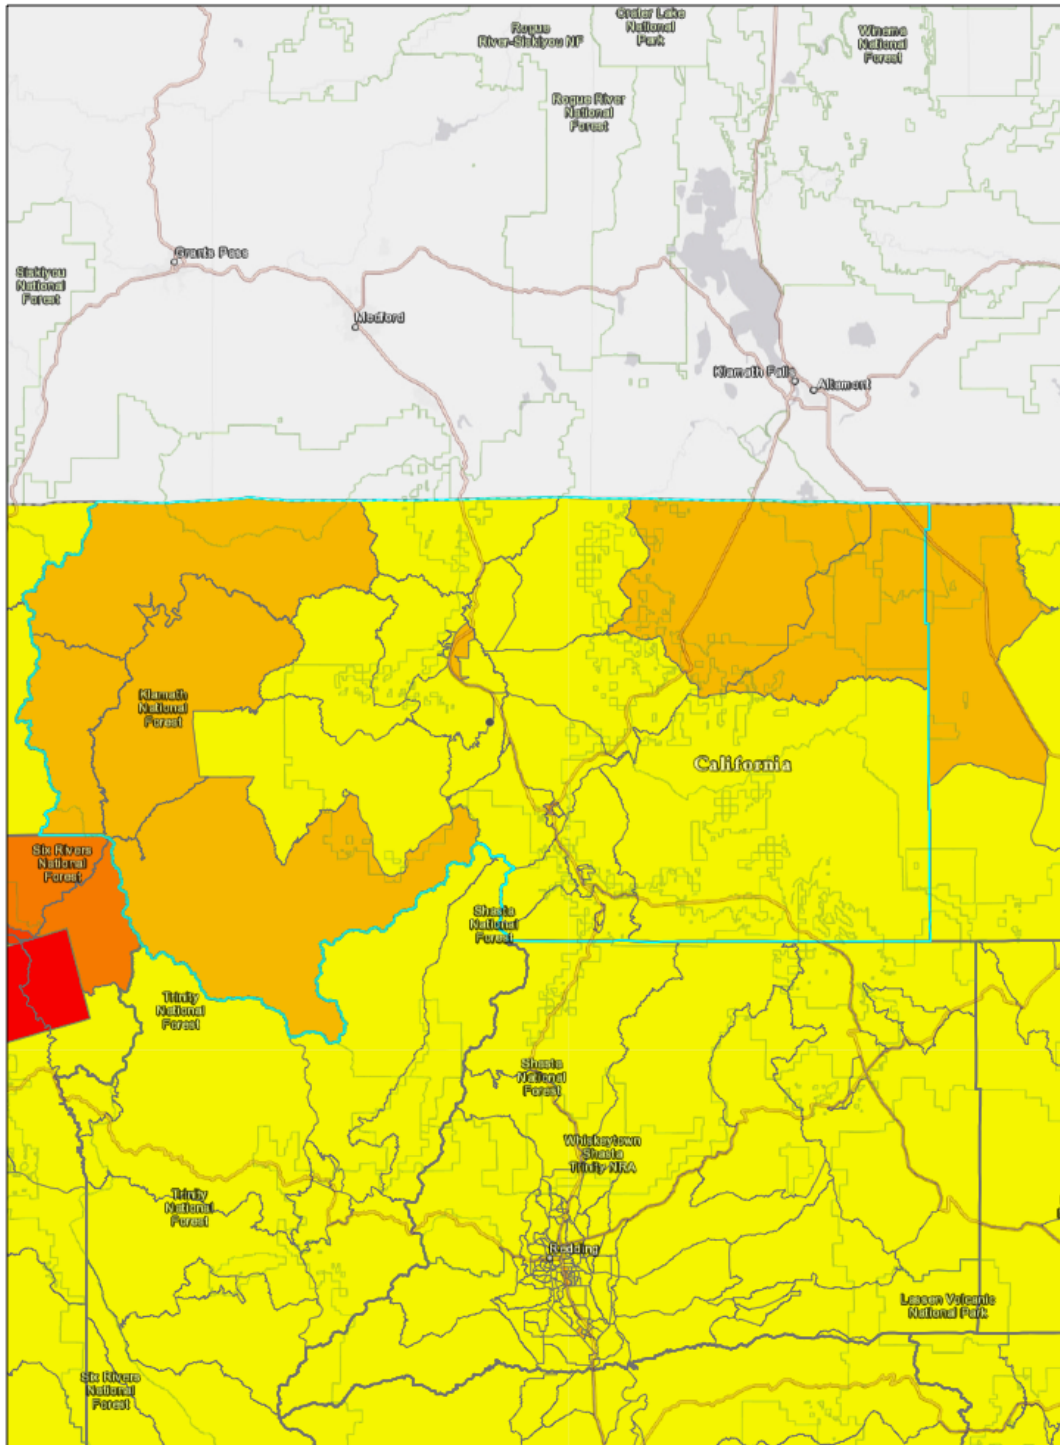 Crater Lake
National
Park
Rogue
River-Siskiyou NF
Winema
National
Forest
Rogue River
National
Forest
Grants Pass
Siskiyou
National
Forest
Medford
Klamath Falls
Altamont
Klamath
National
Forest
California
Six Rivers
National
Forest
Shasta
National
Forest
Trinity
National
Forest
Shasta
National
Forest
Whiskeytown
Shasta
Trinity NRA
Trinity
National
Forest
Redding
Lassen Volcanic
National Park
Six Rivers
National
Forest